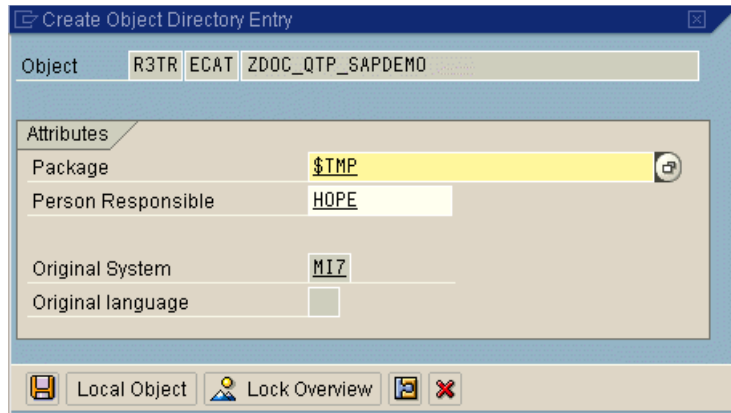 Create Object Directory Entry
Object R3TR ECAT ZDOC_QTP_SAPDEMO
Attributes
Package $TMP
Person Responsible HOPE
Original System MI7
Original language
Local Object Lock Overview